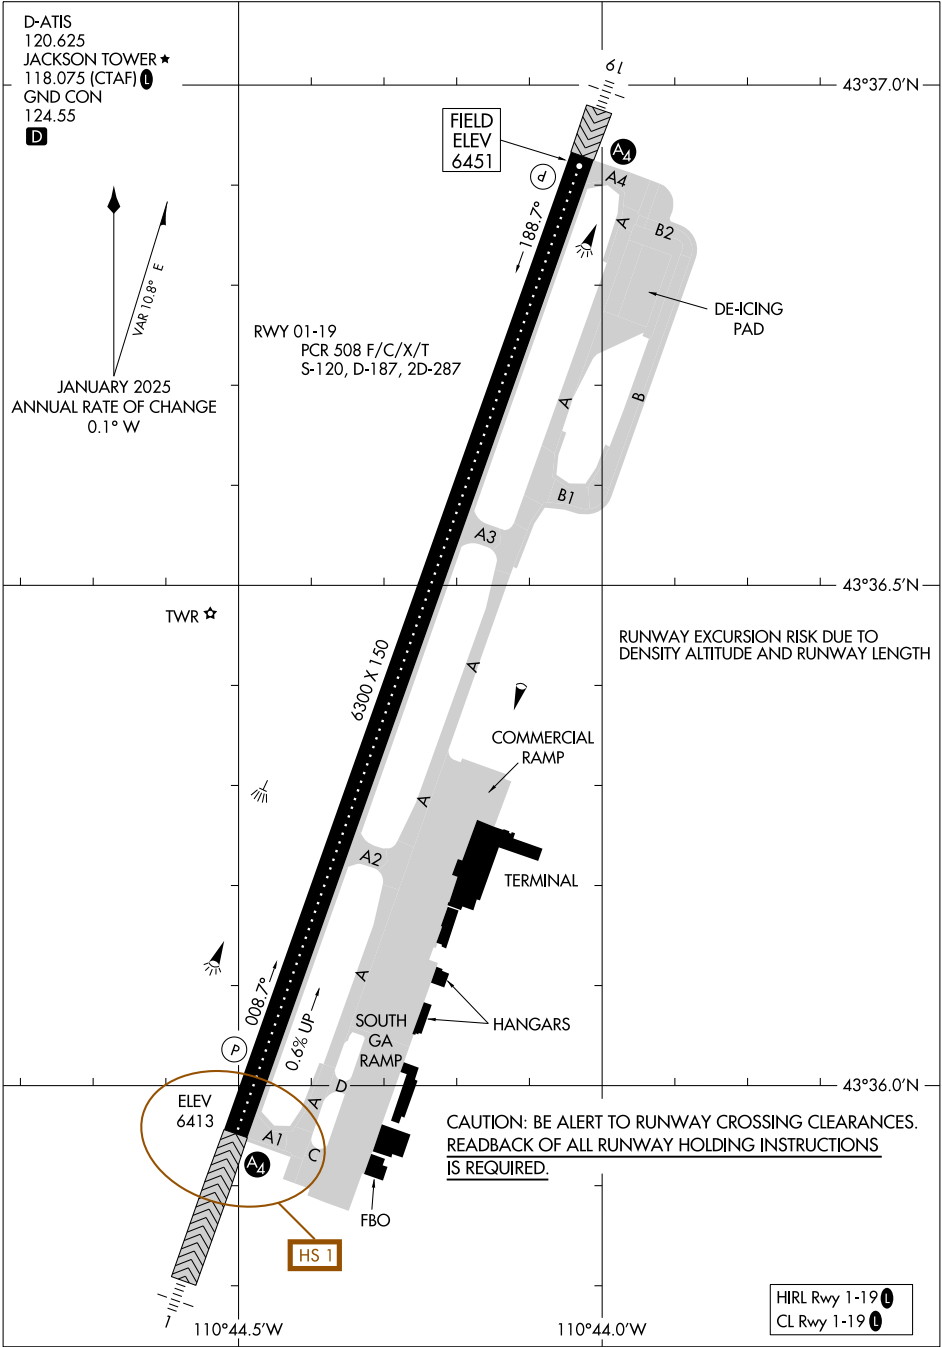 D-ATIS
120.625
JACKSON TOWER ★
118.075 (CTAF) L
GND CON
124.55
D
19
43°37.0'N
FIELD
ELEV
6451
A4
P
A4
A
B2
188.7°
VAR 10.8° E
DE-ICING
PAD
RWY 01-19
PCR 508 F/C/X/T
S-120, D-187, 2D-287
JANUARY 2025
ANNUAL RATE OF CHANGE
0.1° W
A
B
B1
A3
43°36.5'N
TWR
RUNWAY EXCURSION RISK DUE TO
DENSITY ALTITUDE AND RUNWAY LENGTH
6300 X 150
A
COMMERCIAL
RAMP
A
A2
TERMINAL
A
008.7°
0.6% UP
SOUTH
GA
RAMP
HANGARS
P
D
43°36.0'N
ELEV
6413
A
A1
C
A4
CAUTION: BE ALERT TO RUNWAY CROSSING CLEARANCES.
READBACK OF ALL RUNWAY HOLDING INSTRUCTIONS
IS REQUIRED.
FBO
HS 1
1
110°44.5'W
110°44.0'W
HIRL Rwy 1-19 L
CL Rwy 1-19 L